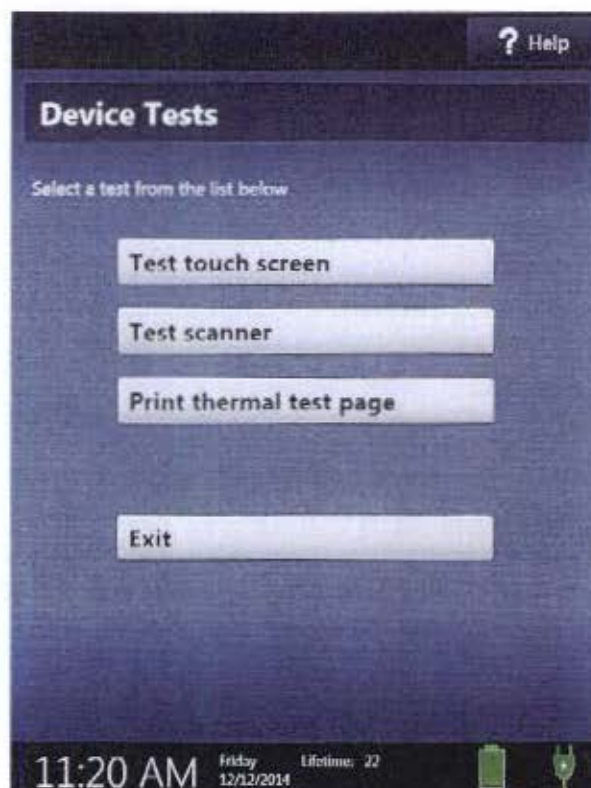 ? Help
Device Tests
Select a test from the list below
Test touch screen
Test scanner
Print thermal test page
Exit
11:20 AM Friday Lifetime: 22
12/12/2014